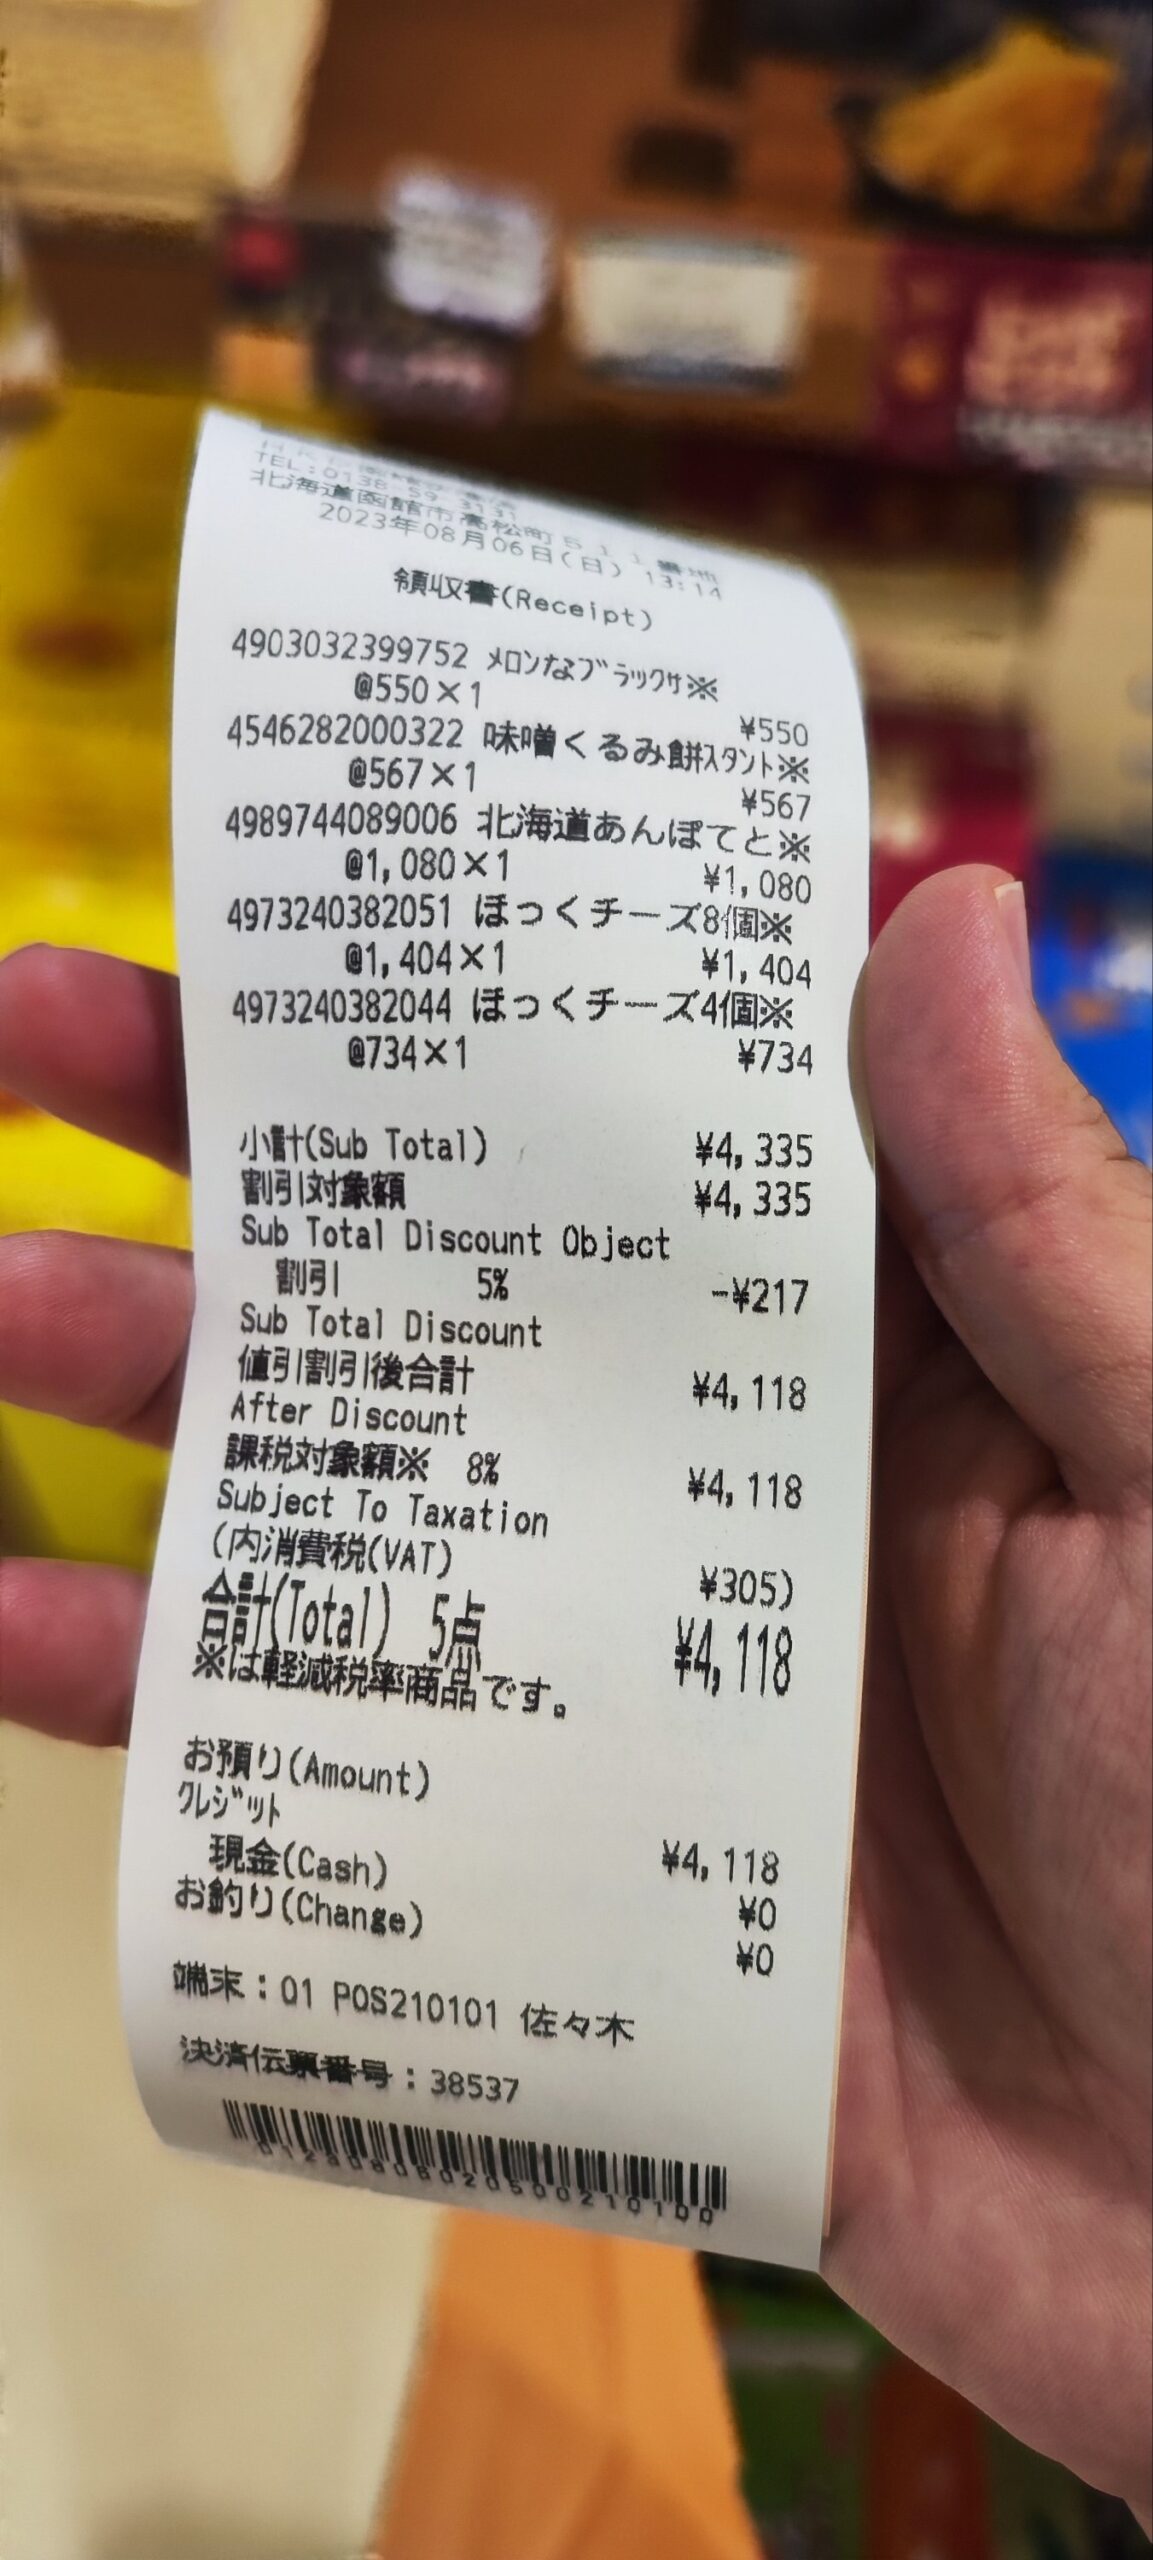 TEL:0138-59-3131
北海道函館市高松町511番地
2023年08月06日(日) 13:14
領収書(Receipt)
4903032399752 ﾒﾛﾝなﾌﾞﾗｯｸｻ※
@550×1 ¥550
4546282000322 味噌くるみ餅ｽﾀﾝﾄ※
@567×1 ¥567
4989744089006 北海道あんぽてと※
@1,080×1 ¥1,080
4973240382051 ほっくチーズ8個※
@1,404×1 ¥1,404
4973240382044 ほっくチーズ4個※
@734×1 ¥734
小計(Sub Total) ¥4,335
割引対象額 ¥4,335
Sub Total Discount Object
割引 5% -¥217
Sub Total Discount
値引割引後合計 ¥4,118
After Discount
課税対象額※ 8% ¥4,118
Subject To Taxation
(内消費税(VAT) ¥305)
合計(Total) 5点 ¥4,118
※は軽減税率商品です。
お預り(Amount)
ｸﾚｼﾞｯﾄ ¥4,118
現金(Cash) ¥0
お釣り(Change) ¥0
端末:01 POS210101 佐々木
決済伝票番号:38537
01230806020500210100